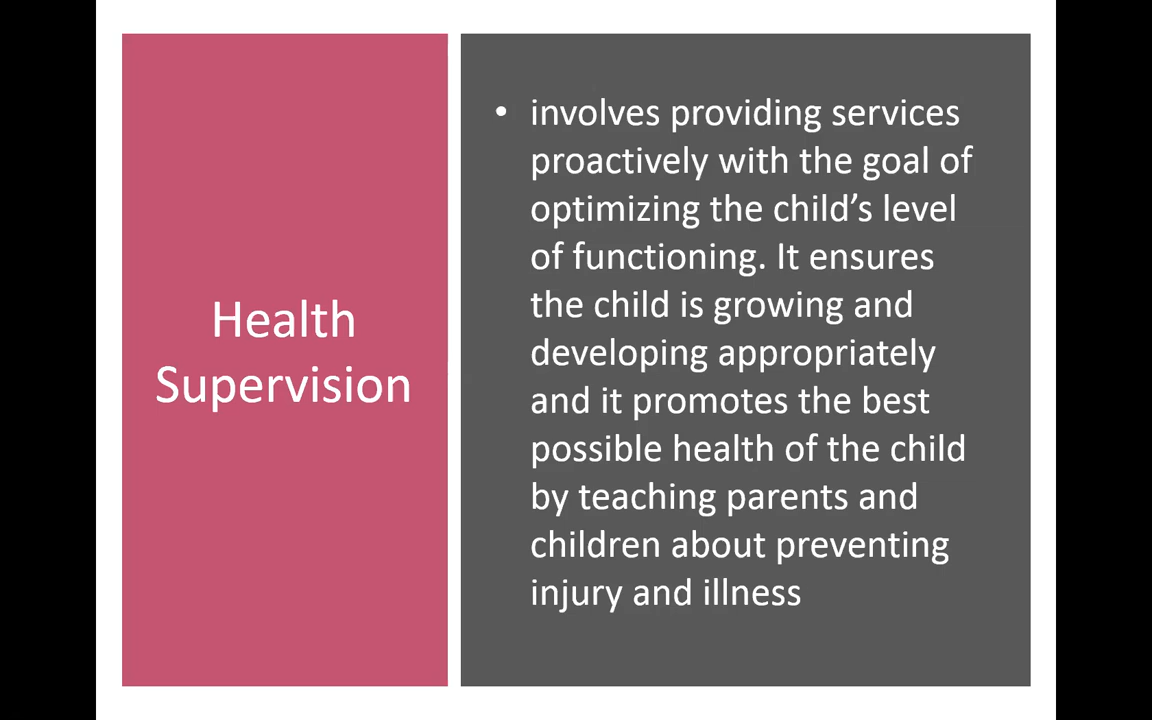 Health
Supervision
• involves providing services
proactively with the goal of
optimizing the child’s level
of functioning. It ensures
the child is growing and
developing appropriately
and it promotes the best
possible health of the child
by teaching parents and
children about preventing
injury and illness